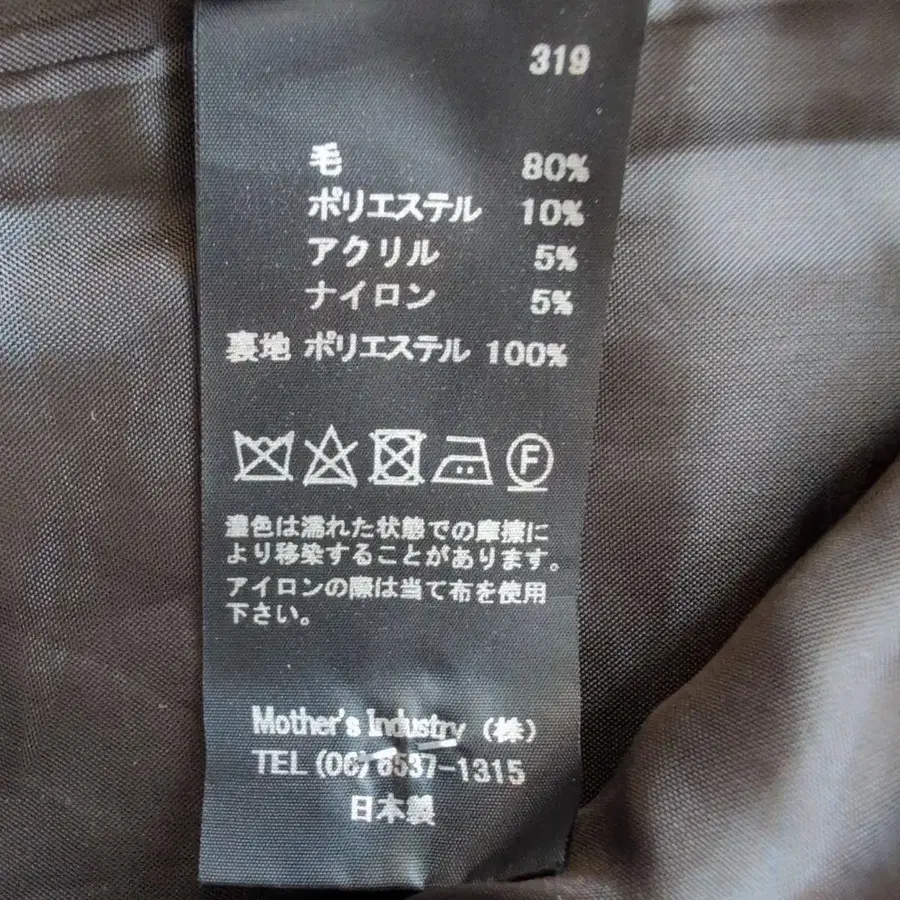 319
毛 80%
ポリエステル 10%
アクリル 5%
ナイロン 5%
裏地 ポリエステル 100%
F
濃色は濡れた状態での摩擦に
より移染することがあります。
アイロンの際は当て布を使用
下さい。
Mother's Industry (株)
TEL (06) 6537-1315
日本製